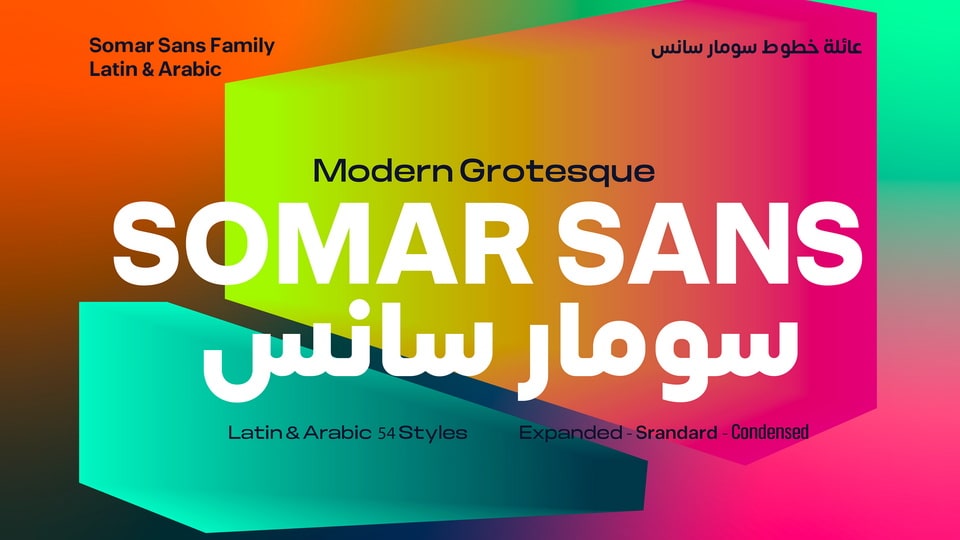 Somar Sans Family
Latin & Arabic
عائلة خطوط سومار سانس
Modern Grotesque
SOMAR SANS
سومار سانس
Latin & Arabic 54 Styles
Expanded - Srandard - Condensed